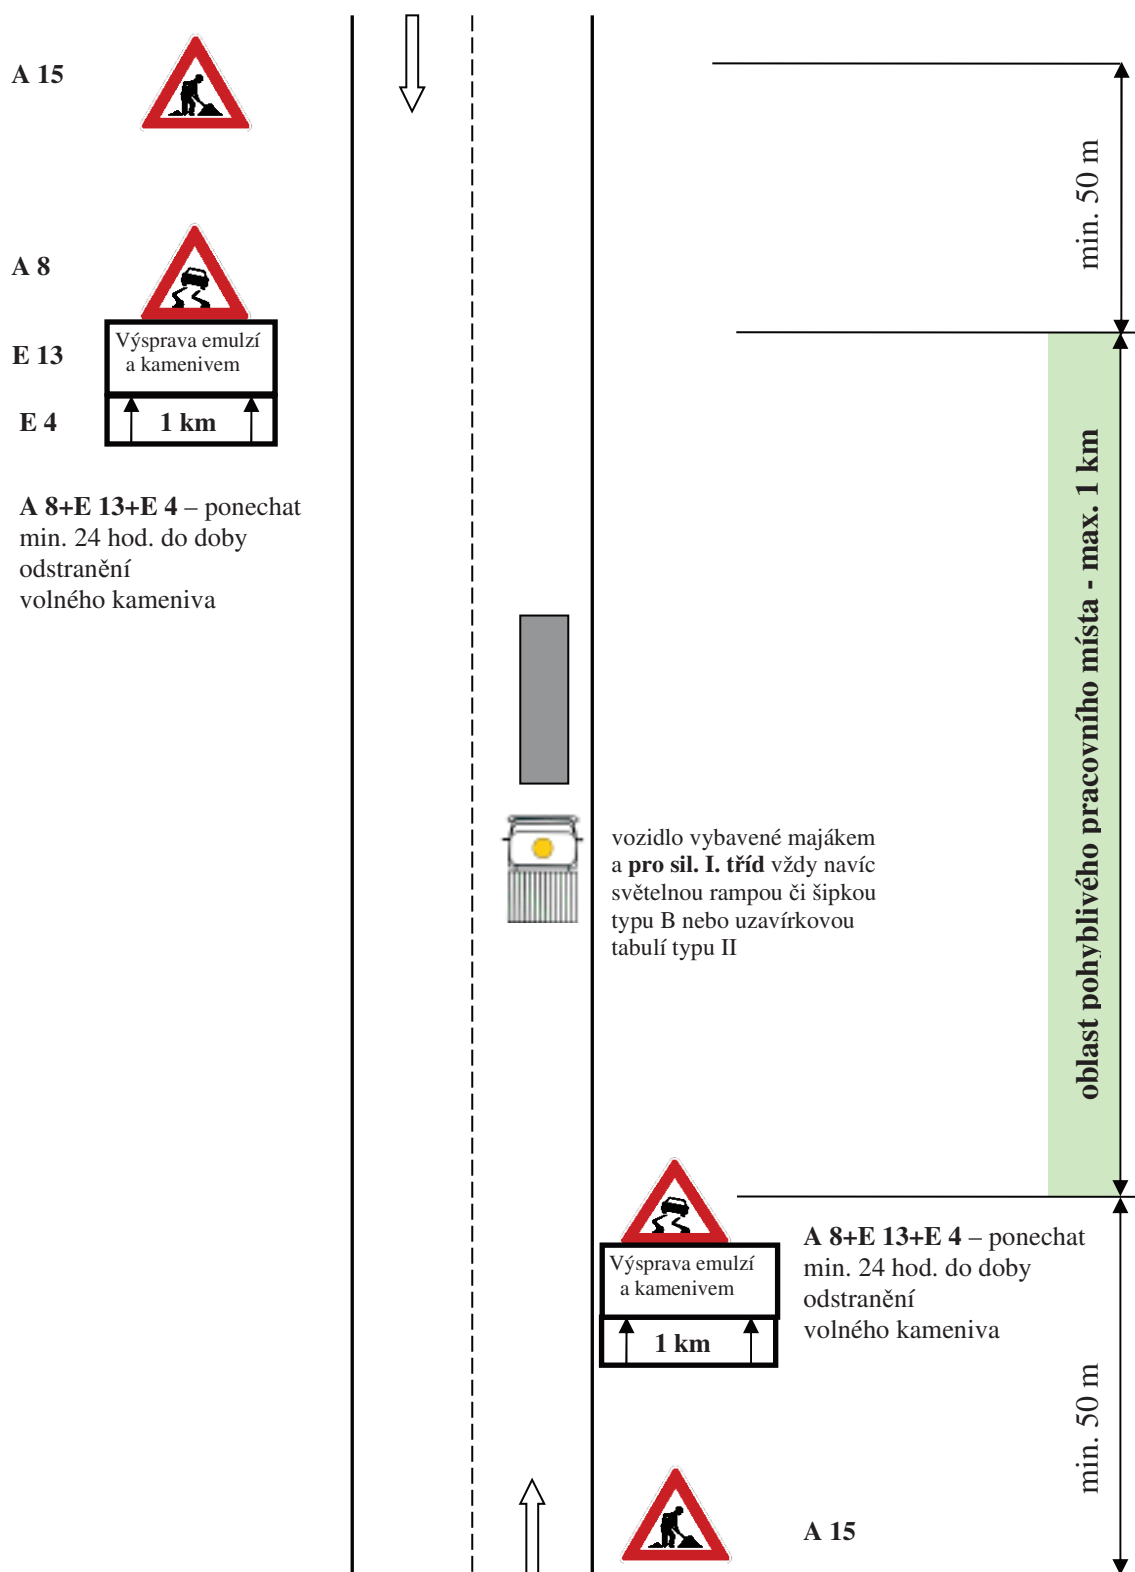 A 15
min. 50 m
A 8
Výsprava emulzí
a kamenivem
E 13
E 4
1 km
A 8+E 13+E 4 – ponechat
min. 24 hod. do doby
odstranění
volného kameniva
oblast pohyblivého pracovního místa - max. 1 km
vozidlo vybavené majákem
a pro sil. I. tříd vždy navíc
světelnou rampou či šipkou
typu B nebo uzavírkovou
tabulí typu II
Výsprava emulzí
a kamenivem
1 km
A 8+E 13+E 4 – ponechat
min. 24 hod. do doby
odstranění
volného kameniva
min. 50 m
A 15